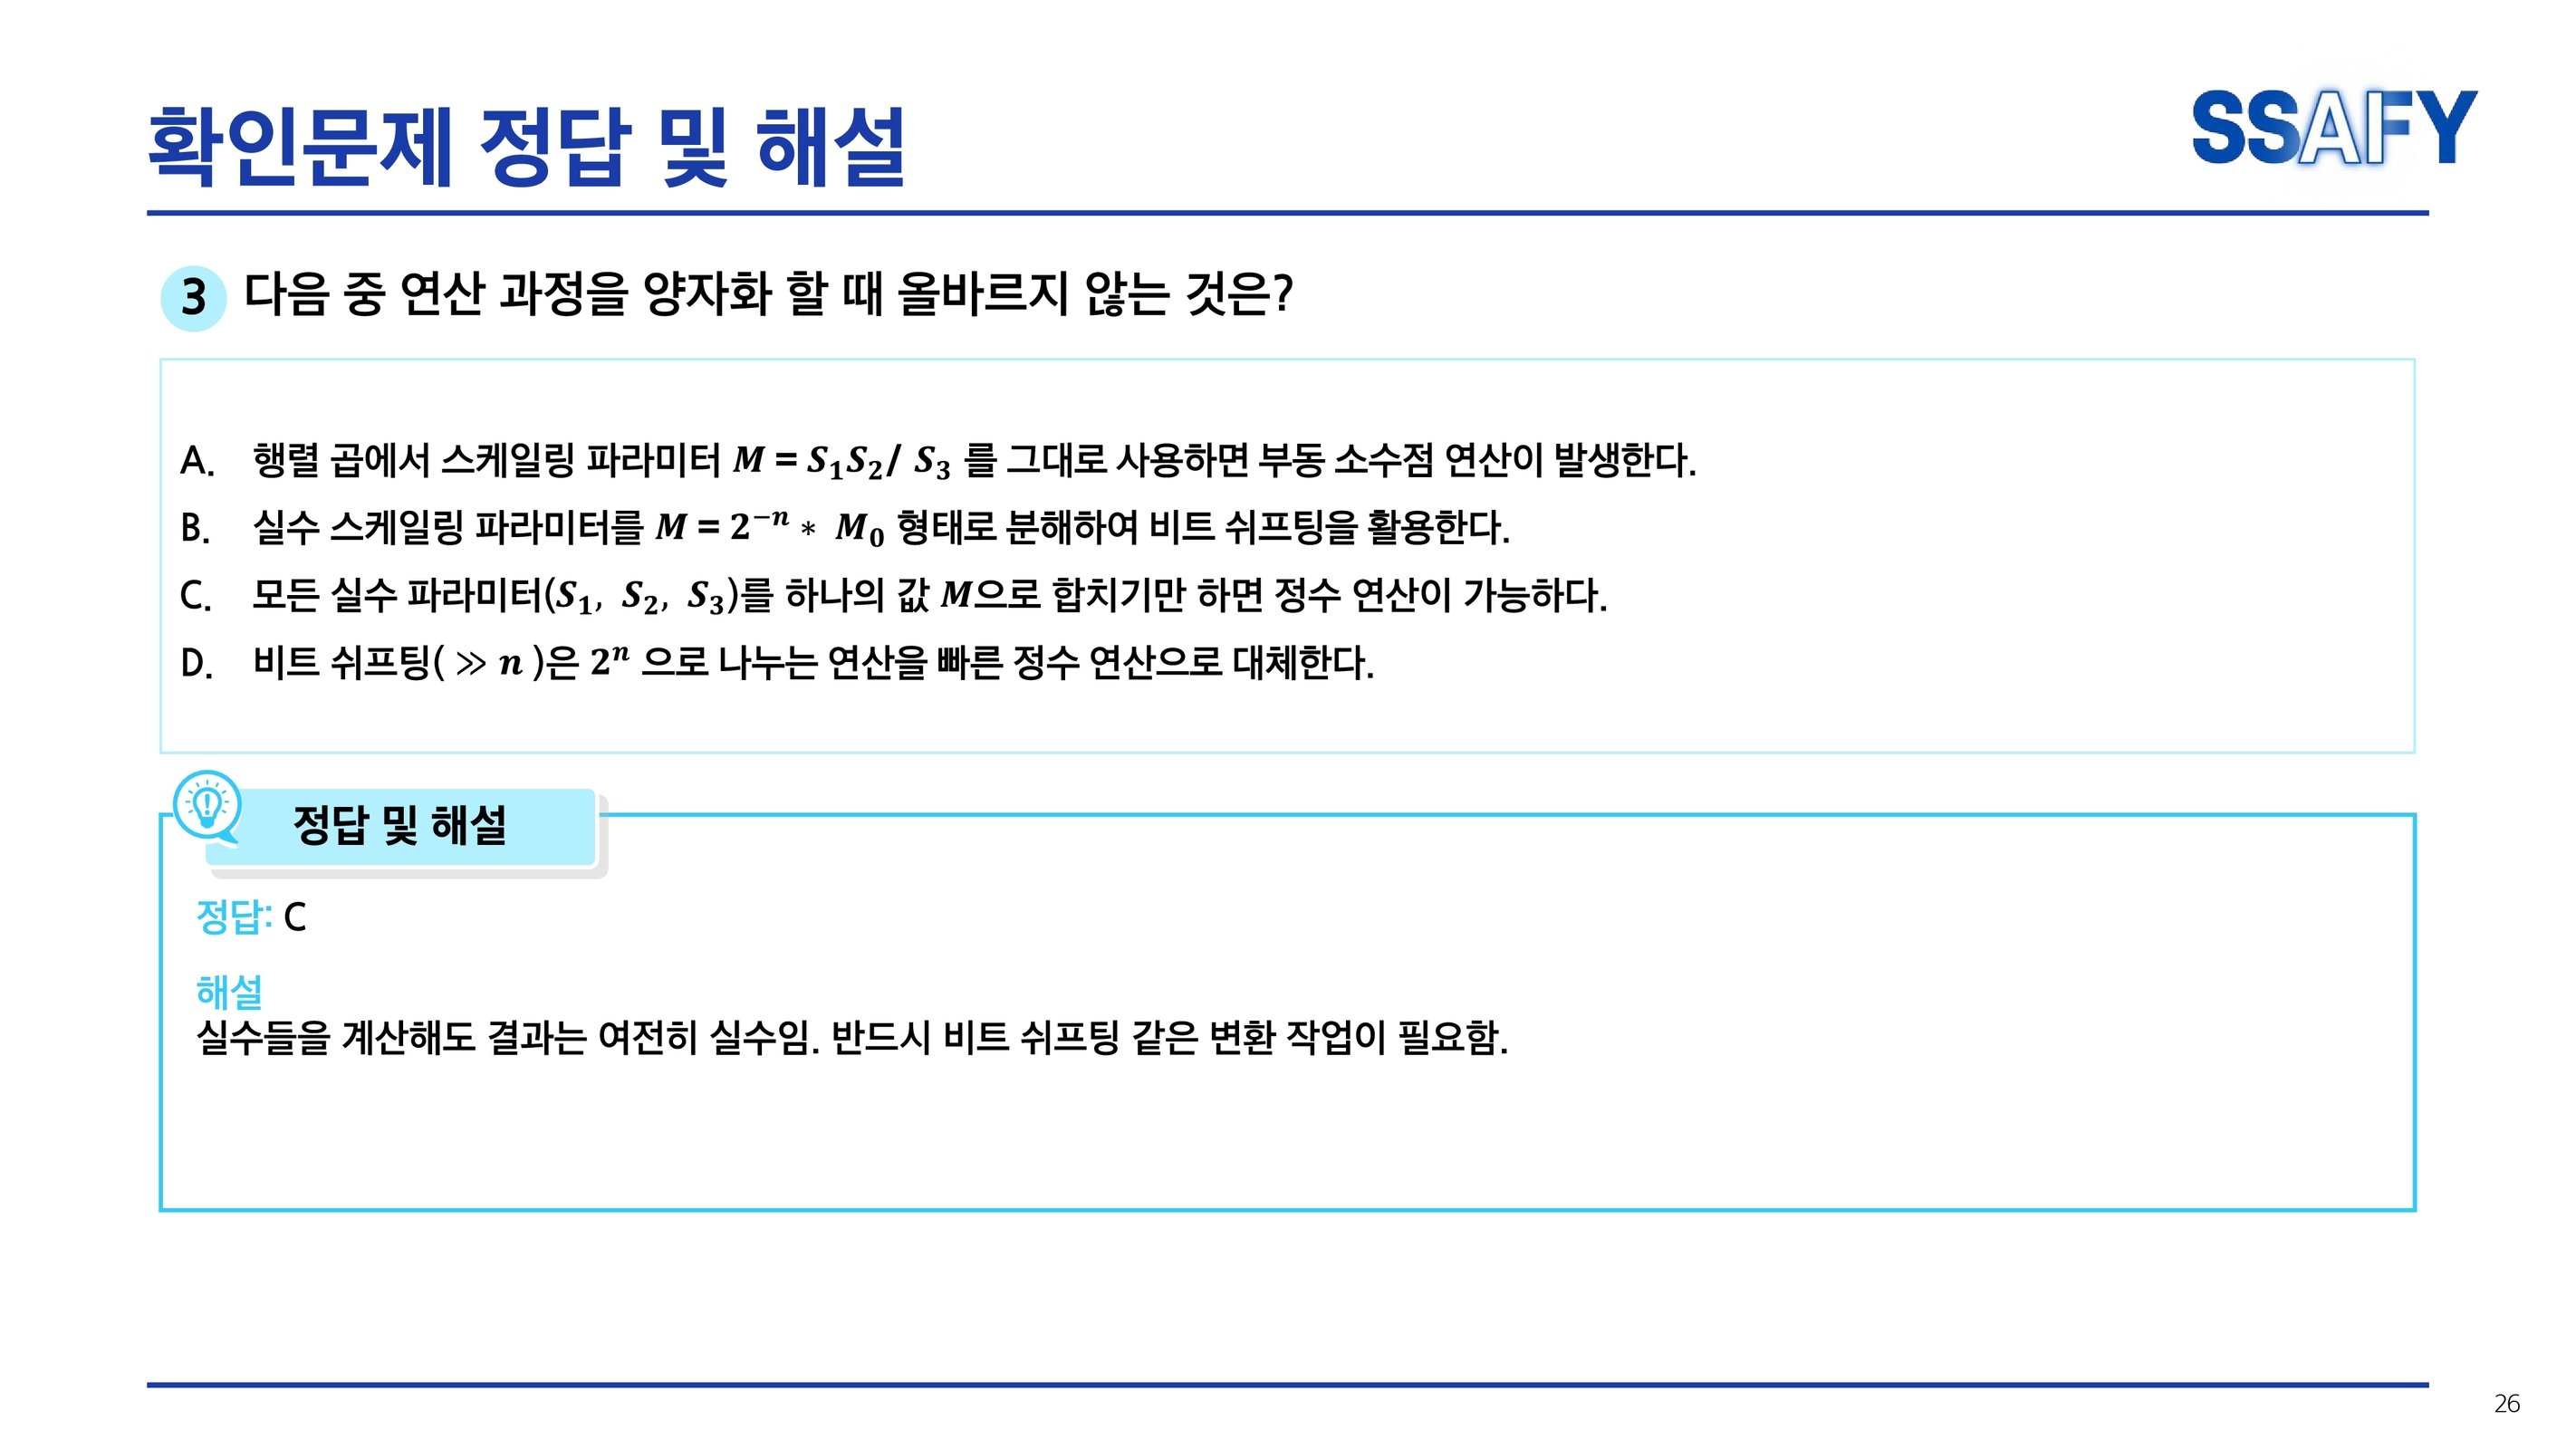 확인문제 정답 및 해설
SSAFY
3 다음 중 연산 과정을 양자화 할 때 올바르지 않는 것은?
A. 행렬 곱에서 스케일링 파라미터 M = S₁S₂/ S₃ 를 그대로 사용하면 부동 소수점 연산이 발생한다.
B. 실수 스케일링 파라미터를 M = 2⁻ⁿ * M₀ 형태로 분해하여 비트 쉬프팅을 활용한다.
C. 모든 실수 파라미터(S₁, S₂, S₃)를 하나의 값 M으로 합치기만 하면 정수 연산이 가능하다.
D. 비트 쉬프팅( ≫ n )은 2ⁿ 으로 나누는 연산을 빠른 정수 연산으로 대체한다.
정답 및 해설
정답: C
해설
실수들을 계산해도 결과는 여전히 실수임. 반드시 비트 쉬프팅 같은 변환 작업이 필요함.
26